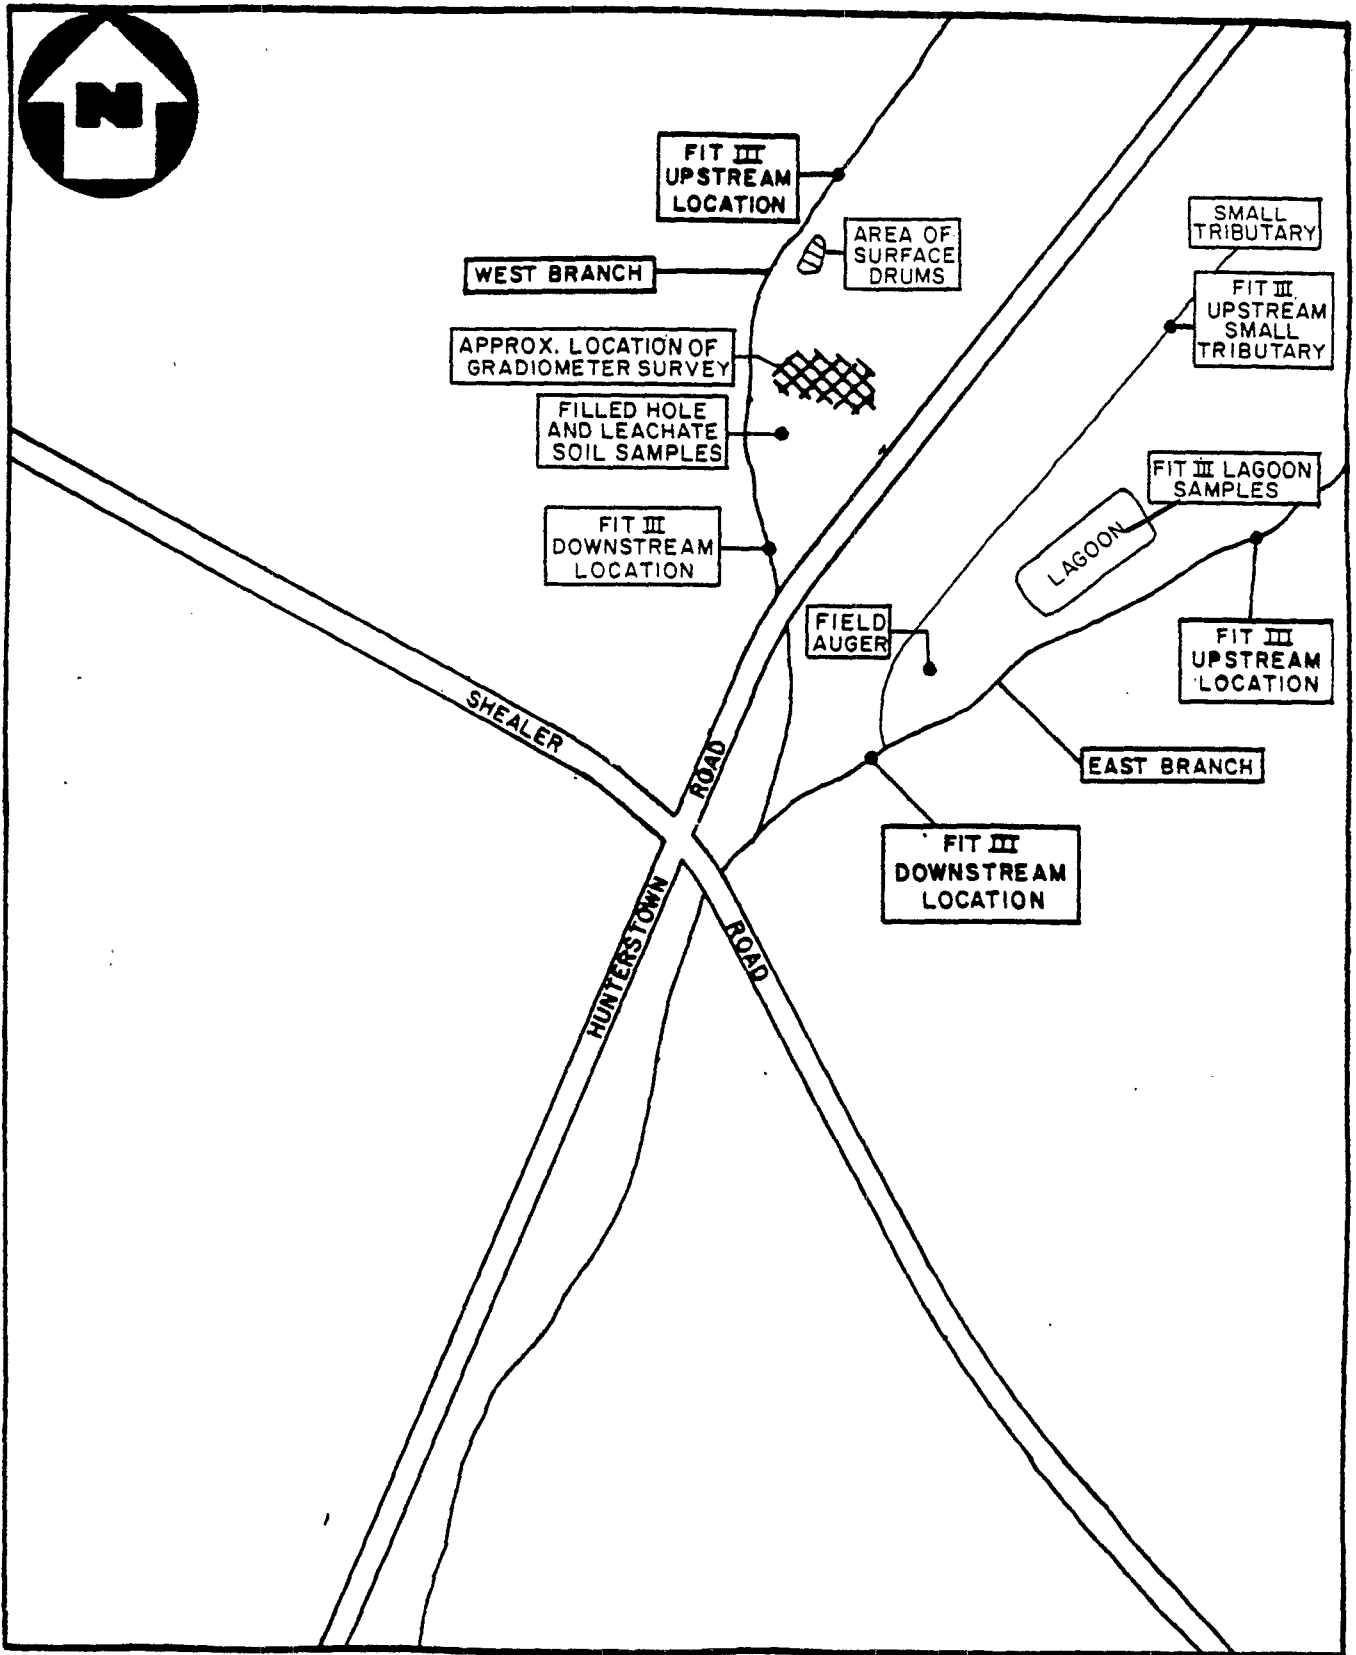 N
FIT III
UPSTREAM
LOCATION
AREA OF
SURFACE
DRUMS
SMALL
TRIBUTARY
WEST BRANCH
FIT III
UPSTREAM
SMALL
TRIBUTARY
APPROX. LOCATION OF
GRADIOMETER SURVEY
FILLED HOLE
AND LEACHATE
SOIL SAMPLES
FIT III LAGOON
SAMPLES
FIT III
DOWNSTREAM
LOCATION
LAGOON
FIELD
AUGER
FIT III
UPSTREAM
LOCATION
SHEALER
ROAD
EAST BRANCH
FIT III
DOWNSTREAM
LOCATION
HUNTERSTOWN
ROAD